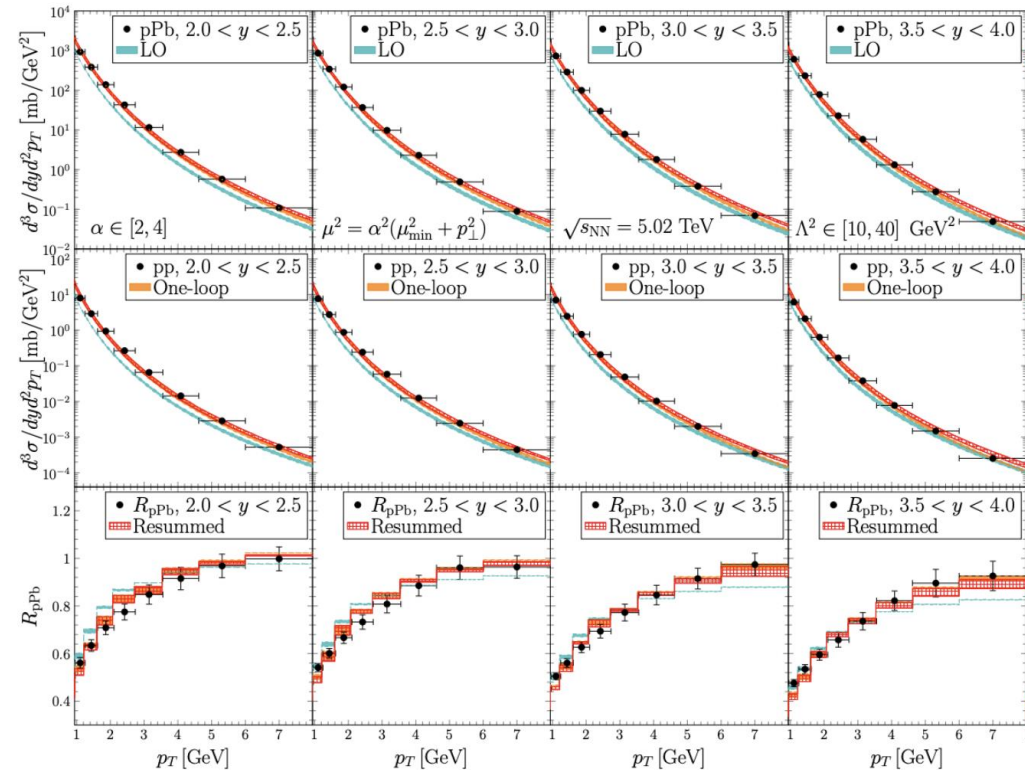 d³σ/dyd²p_T [mb/GeV²]
10⁴
10³
10²
10¹
10⁰
10⁻¹
10⁻²
pPb, 2.0 < y < 2.5
LO
α ∈ [2, 4]
pPb, 2.5 < y < 3.0
LO
μ² = α²(μ²_min + p²_⊥)
pPb, 3.0 < y < 3.5
LO
√s_NN = 5.02 TeV
pPb, 3.5 < y < 4.0
LO
Λ² ∈ [10, 40] GeV²
d³σ/dyd²p_T [mb/GeV²]
10²
10¹
10⁰
10⁻¹
10⁻²
10⁻³
10⁻⁴
pp, 2.0 < y < 2.5
One-loop
pp, 2.5 < y < 3.0
One-loop
pp, 3.0 < y < 3.5
One-loop
pp, 3.5 < y < 4.0
One-loop
R_pPb
1.2
1
0.8
0.6
0.4
R_pPb, 2.0 < y < 2.5
Resummed
R_pPb, 2.5 < y < 3.0
Resummed
R_pPb, 3.0 < y < 3.5
Resummed
R_pPb, 3.5 < y < 4.0
Resummed
1 2 3 4 5 6 7 1 2 3 4 5 6 7 1 2 3 4 5 6 7 1 2 3 4 5 6 7
p_T [GeV] p_T [GeV] p_T [GeV] p_T [GeV]